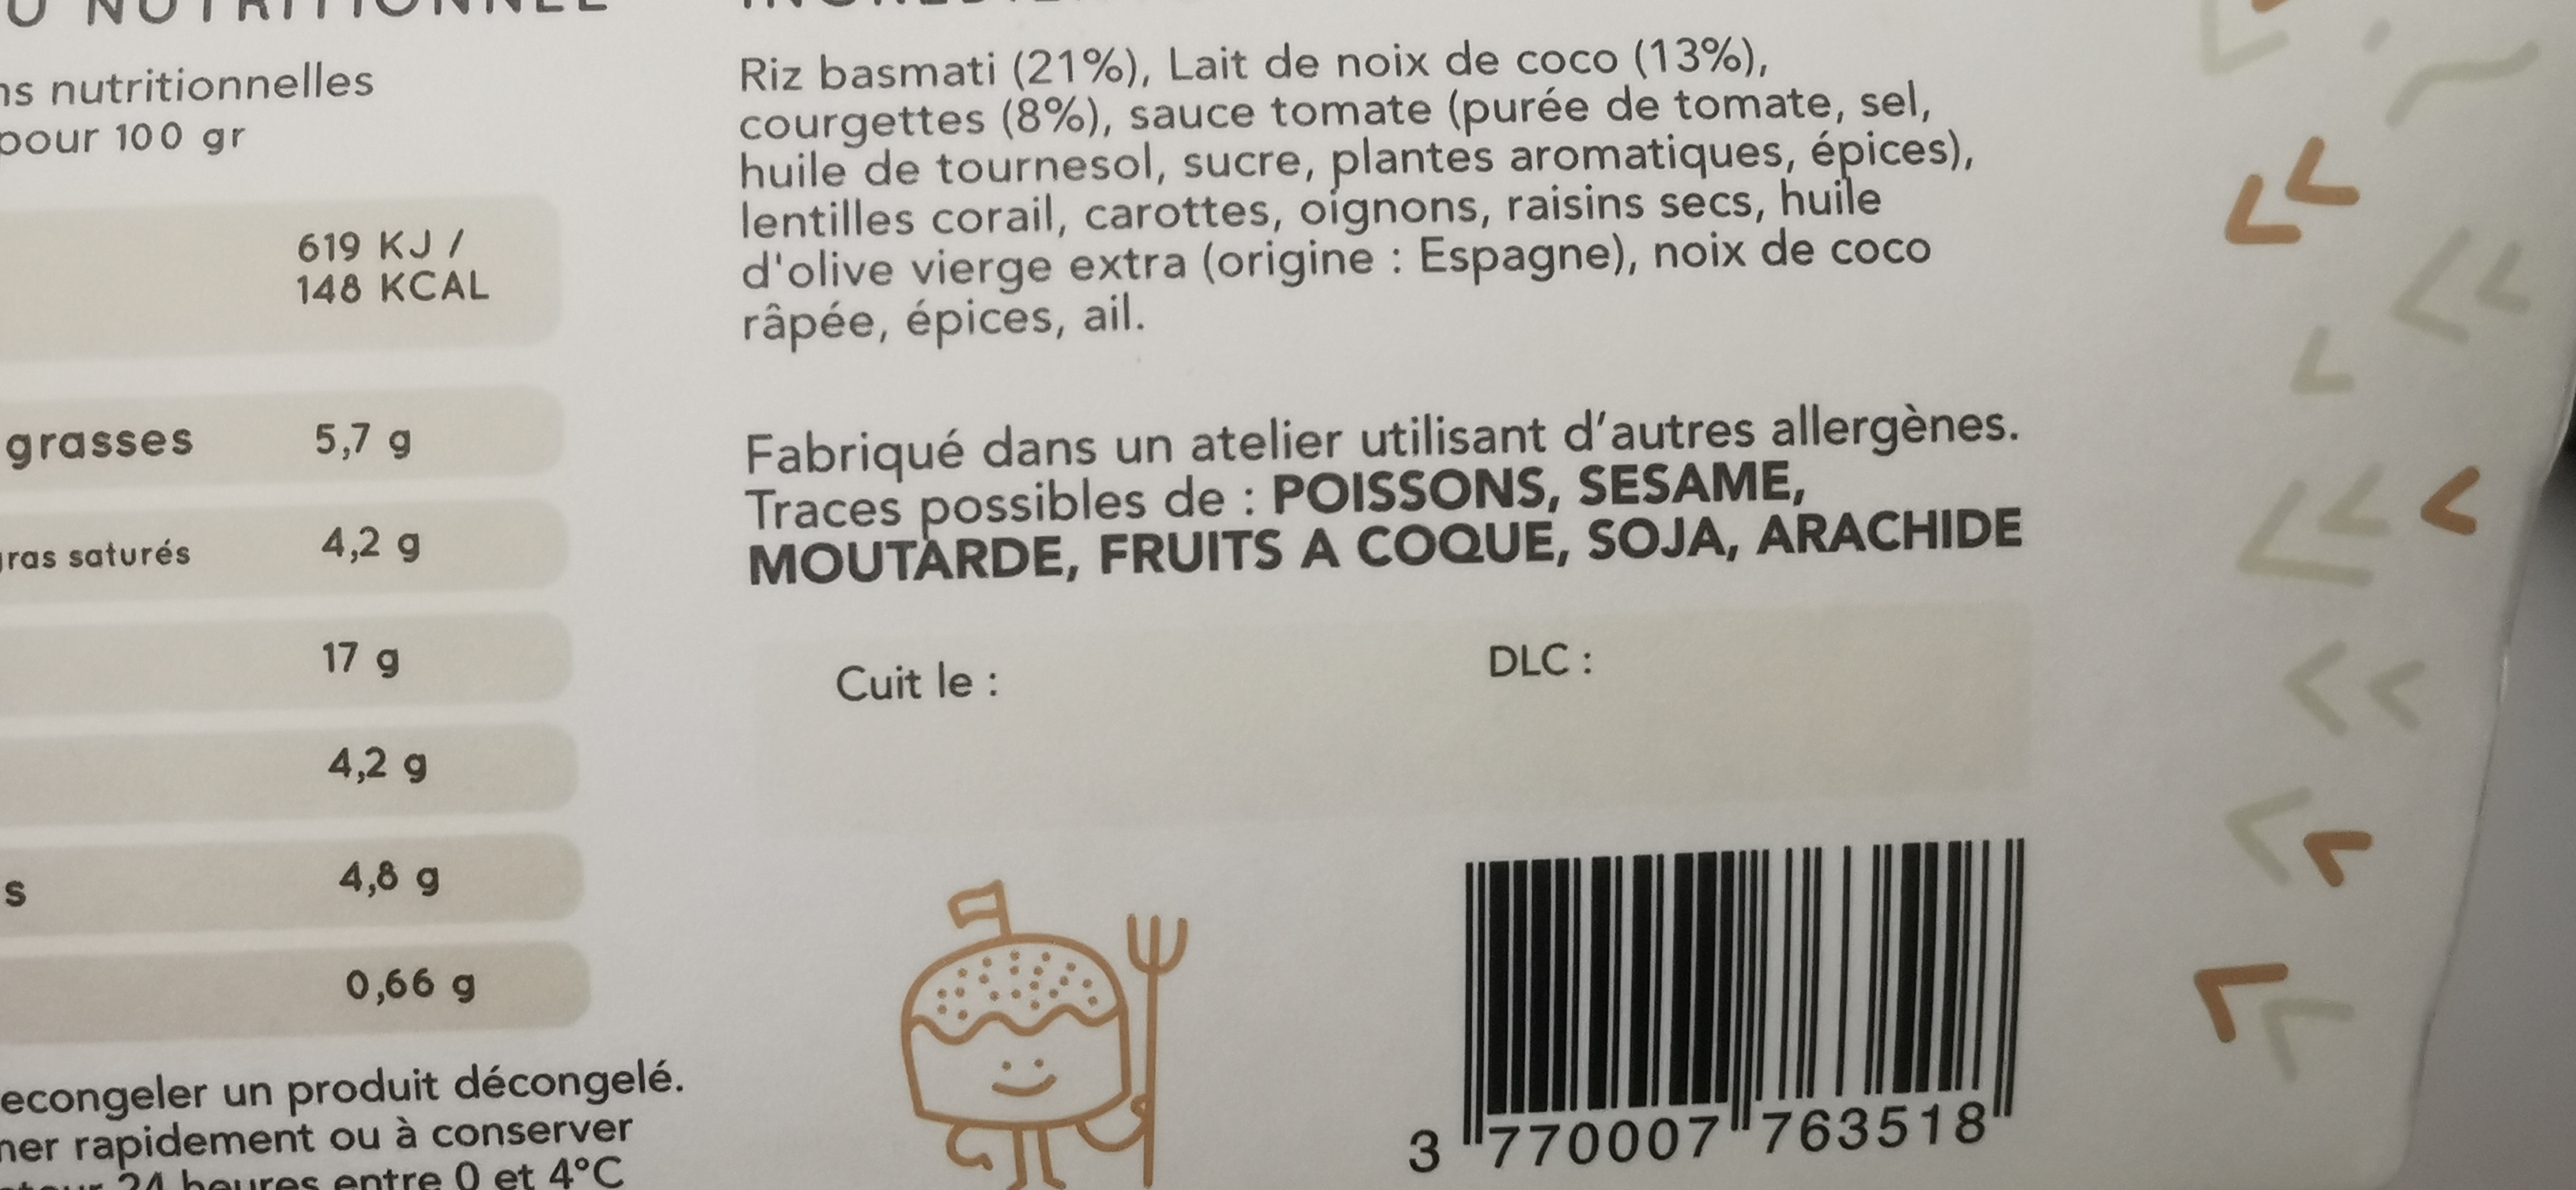 NUTRITIONNEL
ns nutritionnelles
pour 100 gr
619 KJ /
148 KCAL
grasses 5,7 g
gras saturés 4,2 g
17 g
4,2 g
s 4,8 g
0,66 g
econgeler un produit décongelé.
rapidement ou à conserver
24 heures entre 0 et 4°C
Riz basmati (21%), Lait de noix de coco (13%),
courgettes (8%), sauce tomate (purée de tomate, sel,
huile de tournesol, sucre, plantes aromatiques, épices),
lentilles corail, carottes, oignons, raisins secs, huile
d'olive vierge extra (origine : Espagne), noix de coco
râpée, épices, ail.
Fabriqué dans un atelier utilisant d'autres allergènes.
Traces possibles de : POISSONS, SESAME,
MOUTARDE, FRUITS A COQUE, SOJA, ARACHIDE
Cuit le : DLC :
3 770007 763518